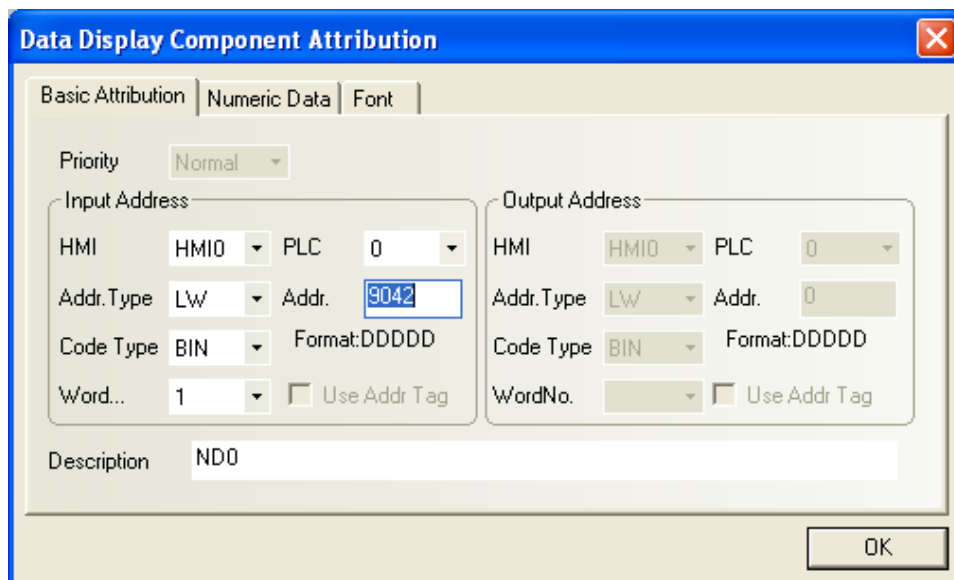 Data Display Component Attribution
Basic Attribution Numeric Data Font
Priority Normal
Input Address Output Address
HMI HMI0 PLC 0 HMI HMI0 PLC 0
Addr.Type LW Addr. 9042 Addr.Type LW Addr. 0
Code Type BIN Format:DDDDD Code Type BIN Format:DDDDD
Word... 1 Use Addr Tag WordNo. Use Addr Tag
Description ND0
OK